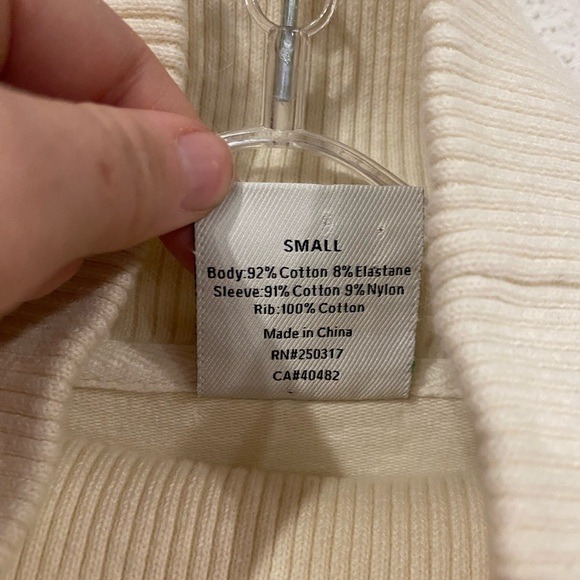 SMALL
Body:92% Cotton 8% Elastane
Sleeve:91% Cotton 9% Nylon
Rib:100% Cotton
Made in China
RN#250317
CA#40482